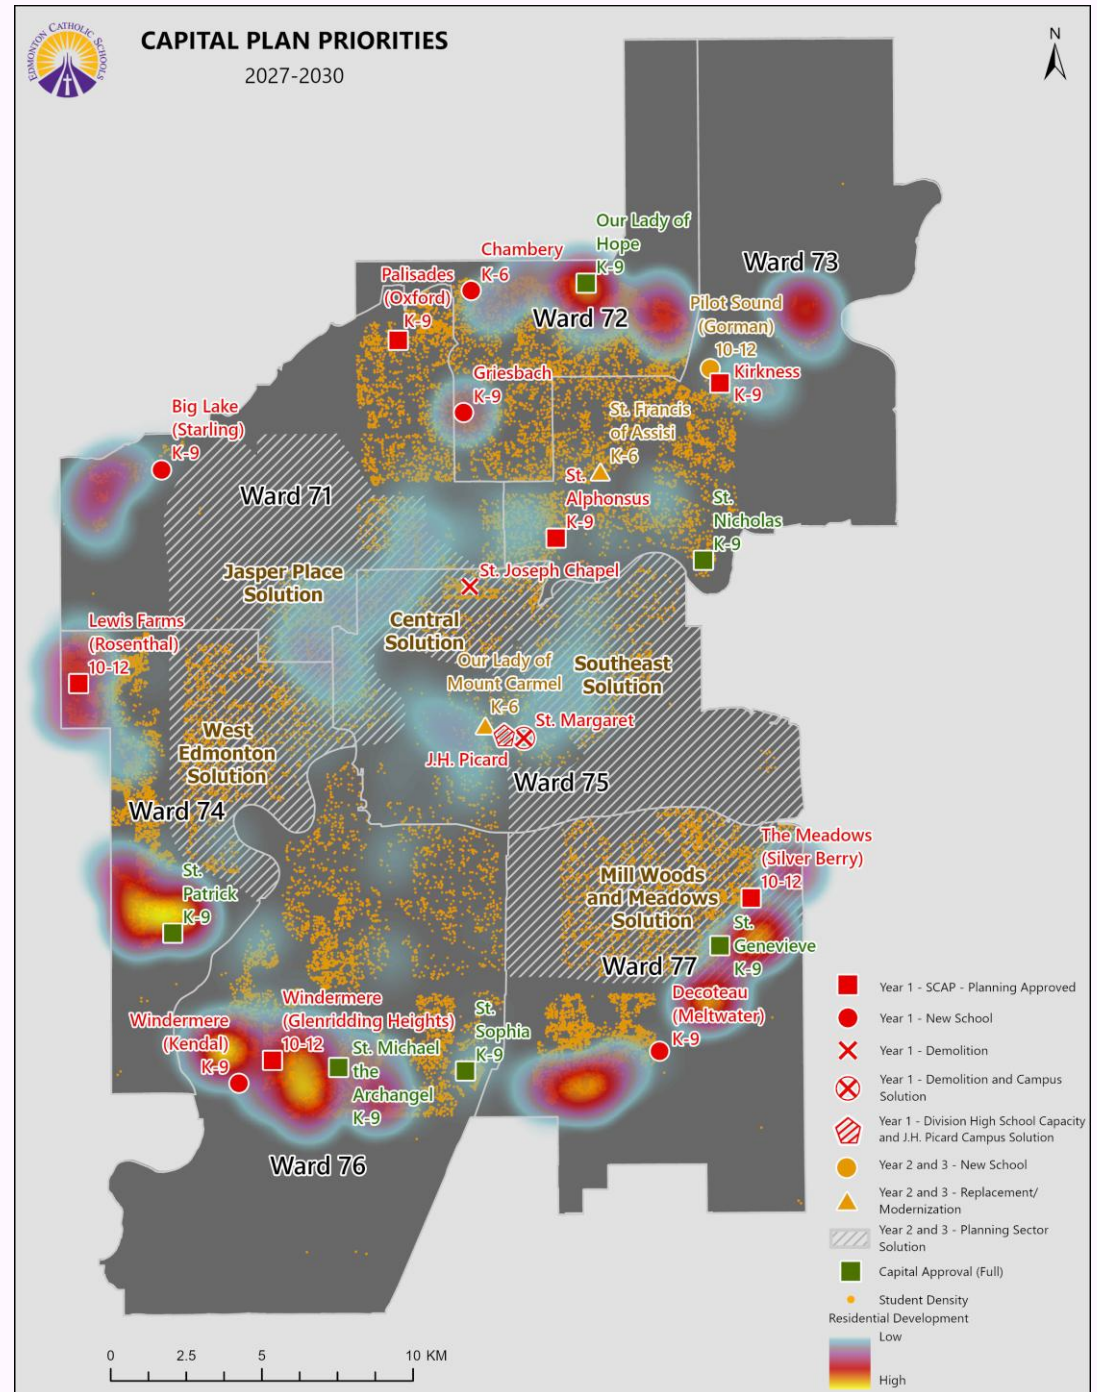 EDMONTON CATHOLIC SCHOOLS
CAPITAL PLAN PRIORITIES
2027-2030
N
Our Lady of
Hope
K-9
Chambery
K-6
Palisades
(Oxford)
K-9
Ward 73
Ward 72
Pilot Sound
(Gorman)
10-12
Kirkness
K-9
Griesbach
K-9
Big Lake
(Starling)
K-9
St. Francis
of Assisi
K-6
Ward 71
St.
Alphonsus
K-9
St.
Nicholas
K-9
Jasper Place
Solution
St. Joseph Chapel
Central
Solution
Lewis Farms
(Rosenthal)
10-12
Our Lady of
Mount Carmel
K-6
Southeast
Solution
St. Margaret
J.H. Picard
West
Edmonton
Solution
Ward 75
Ward 74
The Meadows
(Silver Berry)
10-12
St.
Patrick
K-9
Mill Woods
and Meadows
Solution
St.
Genevieve
K-9
Ward 77
Decoteau
(Meltwater)
K-9
Windermere
(Glenridding Heights)
10-12
Windermere
(Kendal)
K-9
St.
Sophia
K-9
St. Michael
the
Archangel
K-9
Ward 76
Year 1 - SCAP - Planning Approved
Year 1 - New School
Year 1 - Demolition
Year 1 - Demolition and Campus
Solution
Year 1 - Division High School Capacity
and J.H. Picard Campus Solution
Year 2 and 3 - New School
Year 2 and 3 - Replacement/
Modernization
Year 2 and 3 - Planning Sector
Solution
Capital Approval (Full)
Student Density
Residential Development
Low
High
0 2.5 5 10 KM